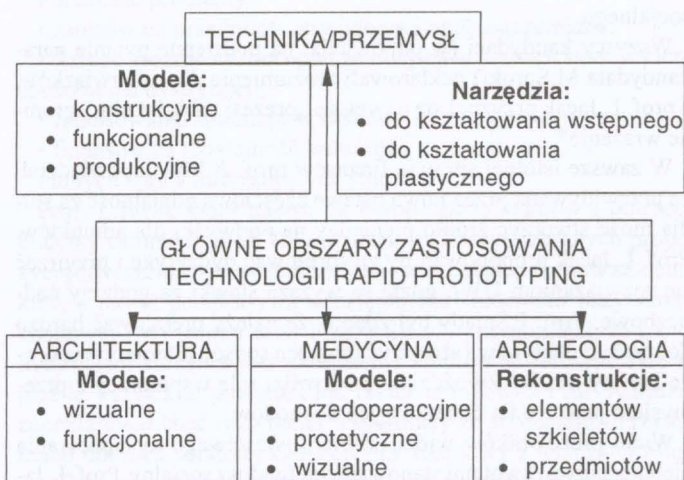 TECHNIKA/PRZEMYSŁ
Modele:
• konstrukcyjne
• funkcjonalne
• produkcyjne
Narzędzia:
• do kształtowania wstępnego
• do kształtowania
plastycznego
GŁÓWNE OBSZARY ZASTOSOWANIA
TECHNOLOGII RAPID PROTOTYPING
ARCHITEKTURA
Modele:
• wizualne
• funkcjonalne
MEDYCYNA
Modele:
• przedoperacyjne
• protetyczne
• wizualne
ARCHEOLOGIA
Rekonstrukcje:
• elementów
• szkieletów
• przedmiotów